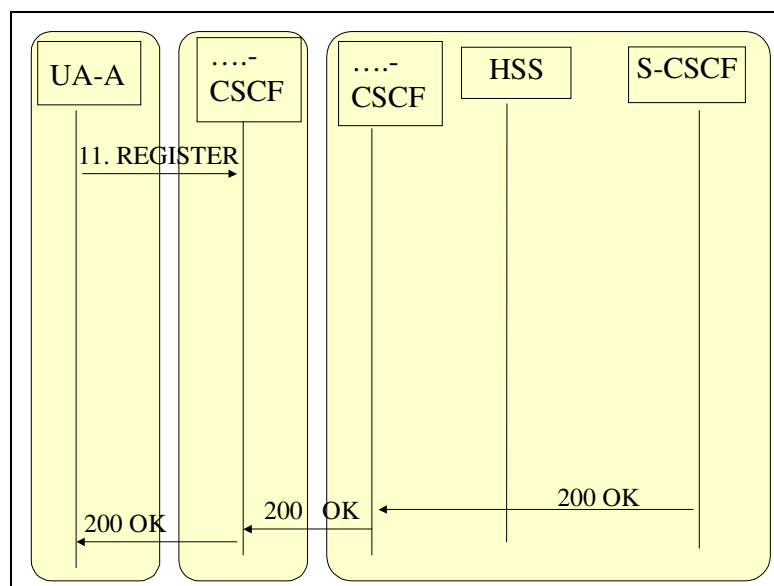 UA-A
….-
CSCF
….-
CSCF
HSS
S-CSCF
11. REGISTER
200 OK
200 OK
200 OK